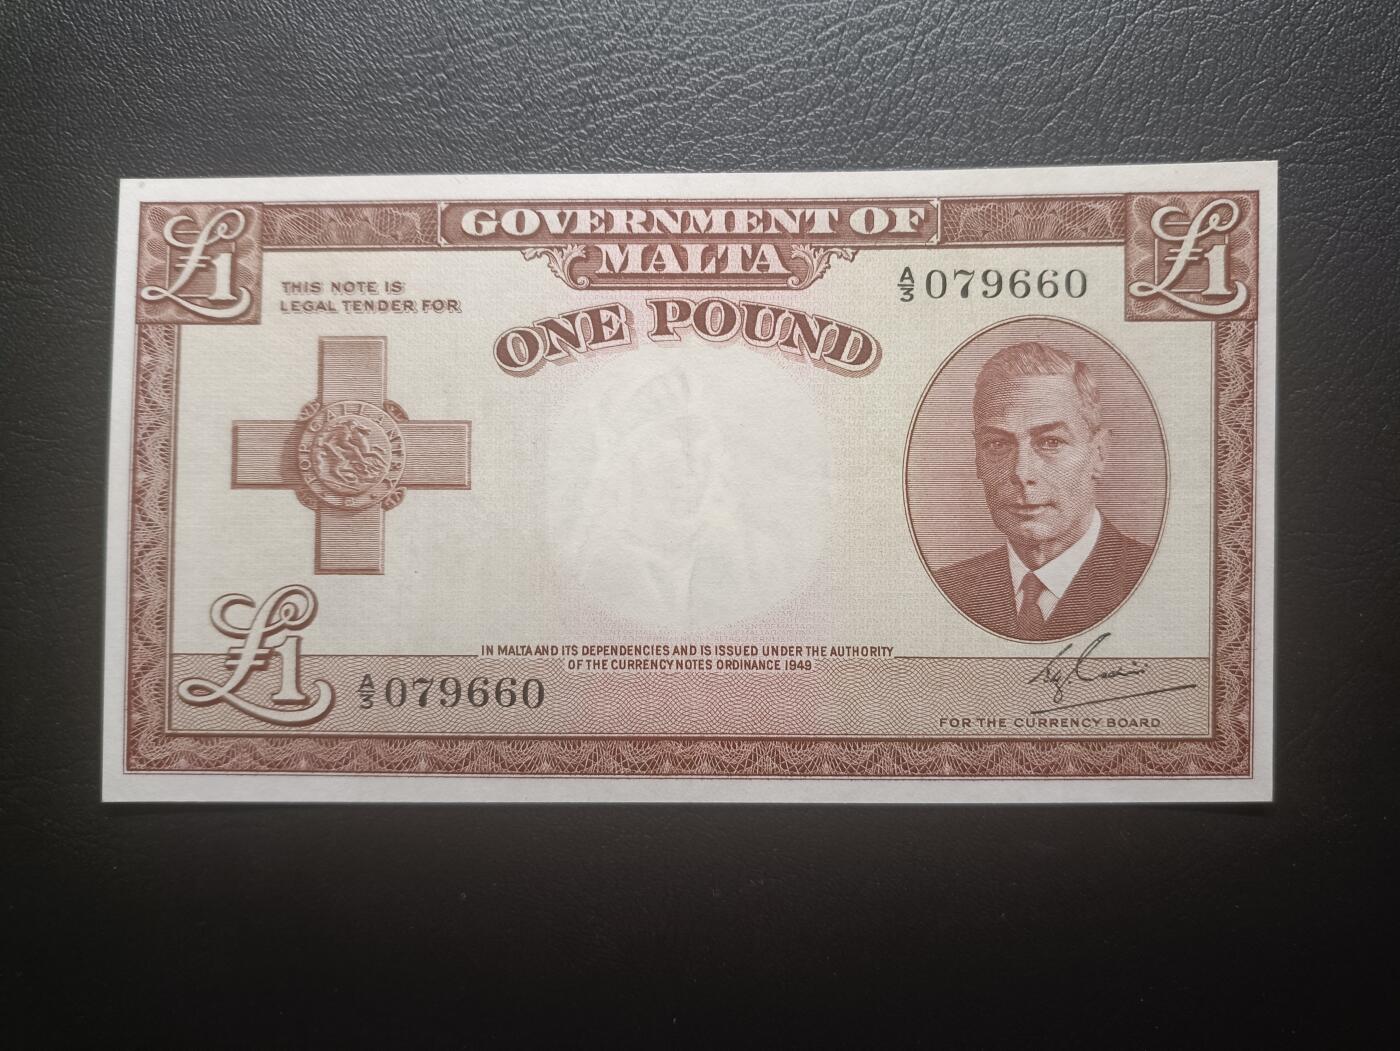 £1
GOVERNMENT OF
MALTA
£1
THIS NOTE IS
LEGAL TENDER FOR
A/3 079660
ONE POUND
FOR GALLANTRY
IN MALTA AND ITS DEPENDENCIES AND IS ISSUED UNDER THE AUTHORITY
OF THE CURRENCY NOTES ORDINANCE 1949
£1
A/3 079660
FOR THE CURRENCY BOARD